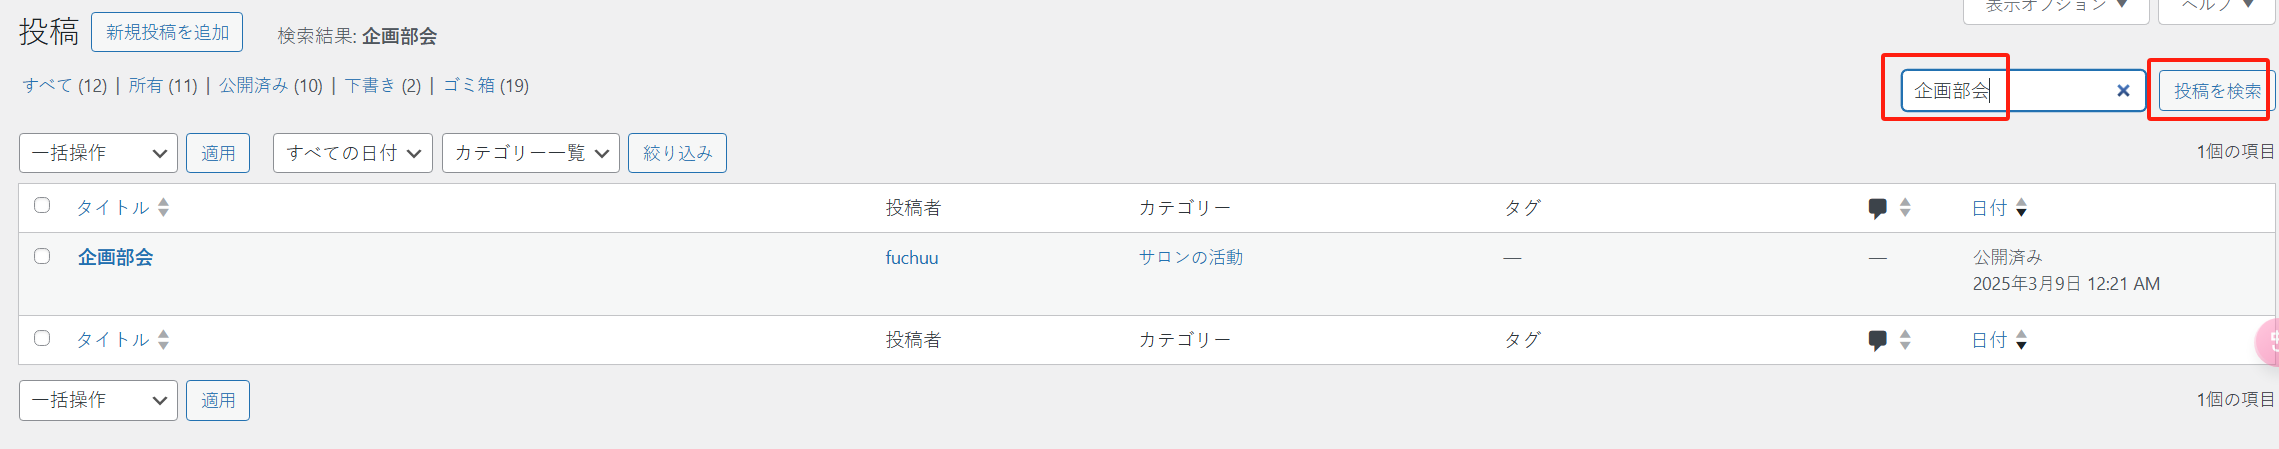 表示オプション ▼ ヘルプ ▼
投稿 新規投稿を追加 検索結果: 企画部会
すべて (12) | 所有 (11) | 公開済み (10) | 下書き (2) | ゴミ箱 (19)
企画部会 × 投稿を検索
一括操作 適用 すべての日付 カテゴリー一覧 絞り込み 1個の項目
タイトル 投稿者 カテゴリー タグ 日付
企画部会 fuchuu サロンの活動 — — 公開済み
2025年3月9日 12:21 AM
タイトル 投稿者 カテゴリー タグ 日付
一括操作 適用 1個の項目